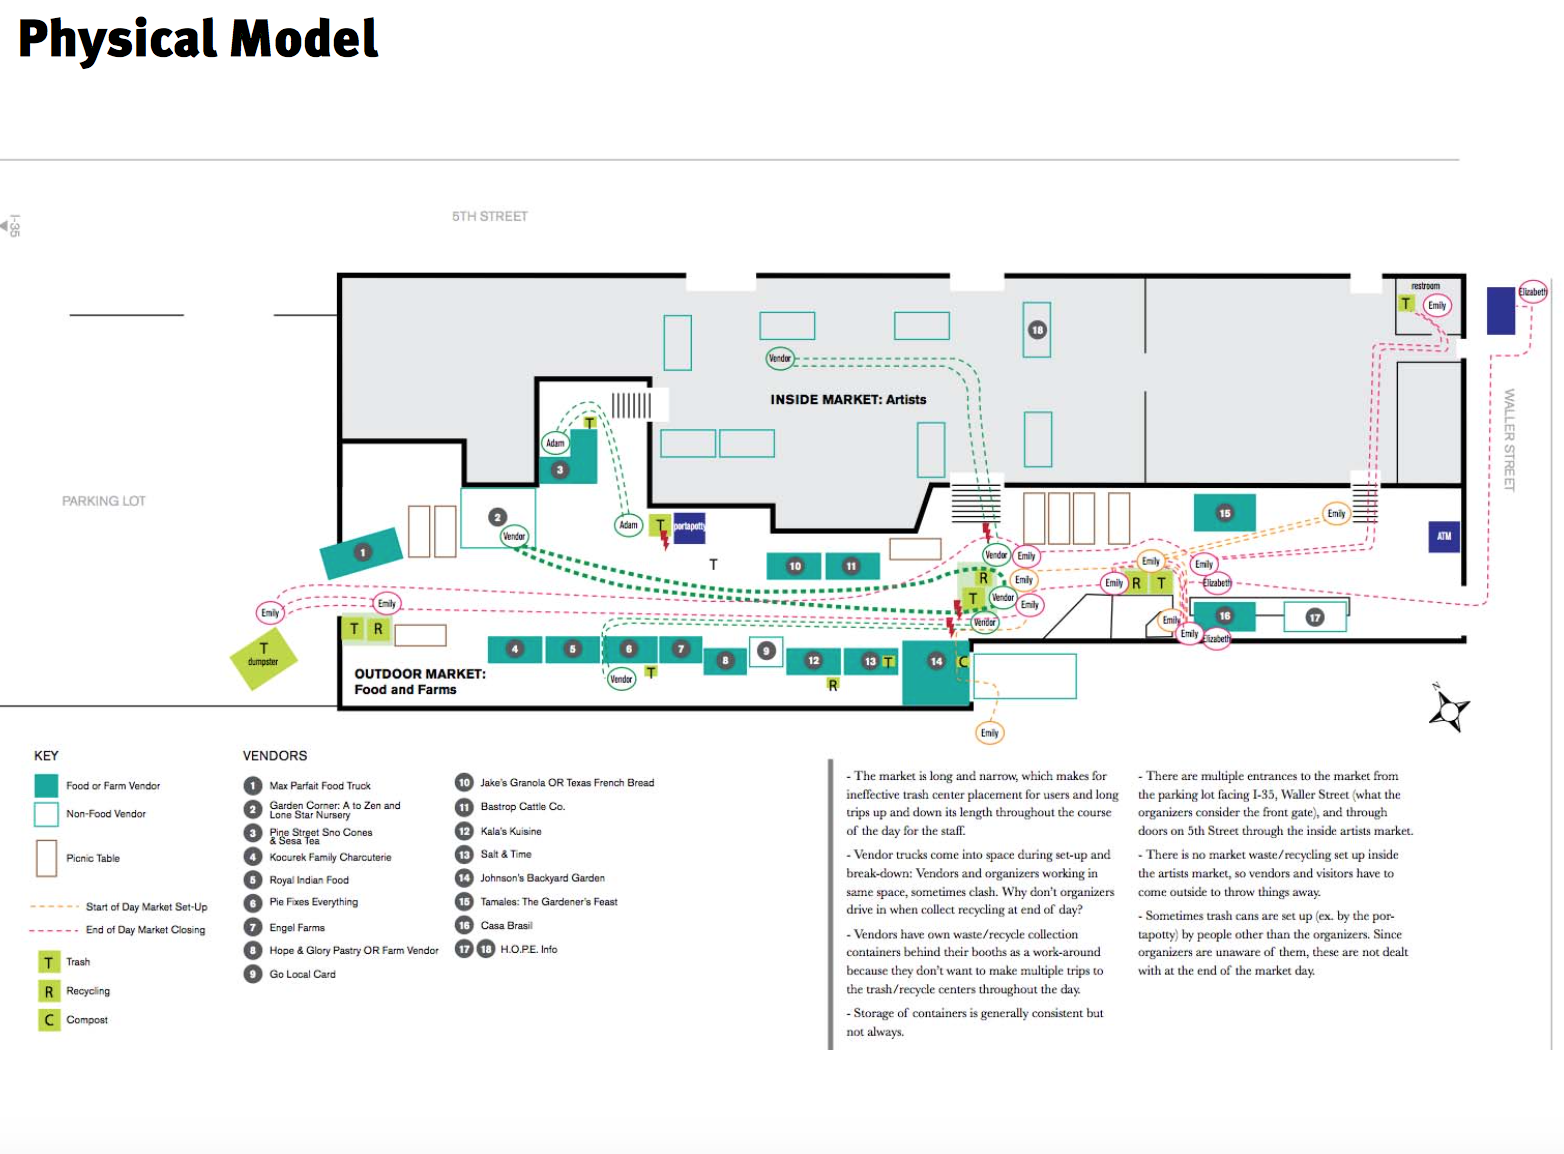 Physical Model
5TH STREET
I-35
restroom
T
Emily
Elizabeth
18
Vendor
INSIDE MARKET: Artists
WALLER STREET
T
Adam
3
PARKING LOT
2
Vendor
Adam
T
portapotty
15
Emily
ATM
1
T
10
11
Vendor
Emily
Emily
Emily
Elizabeth
R
T
Emily
Vendor
Emily
Emily
R
T
Emily
Emily
T
R
Vendor
Emily
16
17
Emily
Elizabeth
T
dumpster
4
5
6
7
8
9
12
13
T
14
C
Vendor
T
R
OUTDOOR MARKET:
Food and Farms
N
Emily
KEY
Food or Farm Vendor
Non-Food Vendor
Picnic Table
Start of Day Market Set-Up
End of Day Market Closing
T Trash
R Recycling
C Compost
VENDORS
1 Max Parfait Food Truck
2 Garden Corner: A to Zen and
Lone Star Nursery
3 Pine Street Sno Cones
& Sesa Tea
4 Kocurek Family Charcuterie
5 Royal Indian Food
6 Pie Fixes Everything
7 Engel Farms
8 Hope & Glory Pastry OR Farm Vendor
9 Go Local Card
10 Jake's Granola OR Texas French Bread
11 Bastrop Cattle Co.
12 Kala's Kuisine
13 Salt & Time
14 Johnson's Backyard Garden
15 Tamales: The Gardener's Feast
16 Casa Brasil
17 18 H.O.P.E. Info
- The market is long and narrow, which makes for
ineffective trash center placement for users and long
trips up and down its length throughout the course
of the day for the staff.
- Vendor trucks come into space during set-up and
break-down: Vendors and organizers working in
same space, sometimes clash. Why don't organizers
drive in when collect recycling at end of day?
- Vendors have own waste/recycle collection
containers behind their booths as a work-around
because they don't want to make multiple trips to
the trash/recycle centers throughout the day.
- Storage of containers is generally consistent but
not always.
- There are multiple entrances to the market from
the parking lot facing I-35, Waller Street (what the
organizers consider the front gate), and through
doors on 5th Street through the inside artists market.
- There is no market waste/recycling set up inside
the artists market, so vendors and visitors have to
come outside to throw things away.
- Sometimes trash cans are set up (ex. by the por-
tapotty) by people other than the organizers. Since
organizers are unaware of them, these are not dealt
with at the end of the market day.